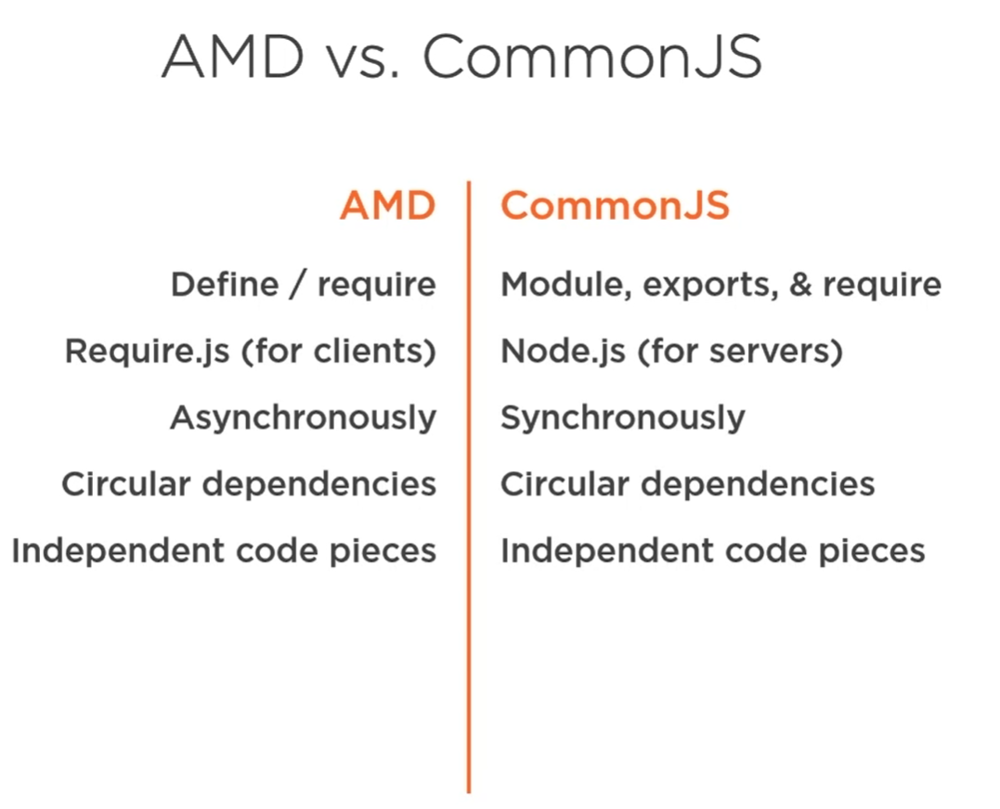 AMD vs. CommonJS
AMD
CommonJS
Define / require
Module, exports, & require
Require.js (for clients)
Node.js (for servers)
Asynchronously
Synchronously
Circular dependencies
Circular dependencies
Independent code pieces
Independent code pieces